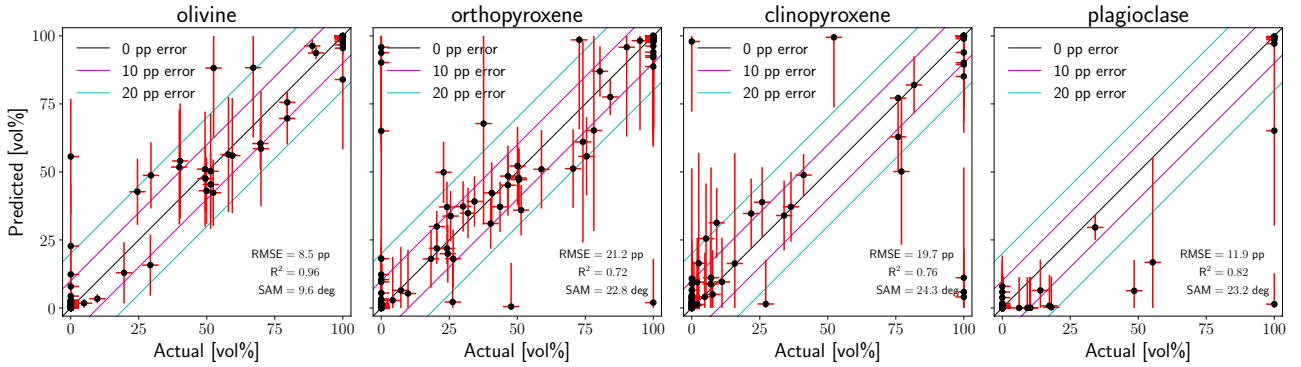 olivine
orthopyroxene
clinopyroxene
plagioclase
Predicted [vol%]
100
75
50
25
0
0 pp error
10 pp error
20 pp error
RMSE = 8.5 pp
R² = 0.96
SAM = 9.6 deg
0 25 50 75 100
Actual [vol%]
0 pp error
10 pp error
20 pp error
RMSE = 21.2 pp
R² = 0.72
SAM = 22.8 deg
0 25 50 75 100
Actual [vol%]
0 pp error
10 pp error
20 pp error
RMSE = 19.7 pp
R² = 0.76
SAM = 24.3 deg
0 25 50 75 100
Actual [vol%]
0 pp error
10 pp error
20 pp error
RMSE = 11.9 pp
R² = 0.82
SAM = 23.2 deg
0 25 50 75 100
Actual [vol%]